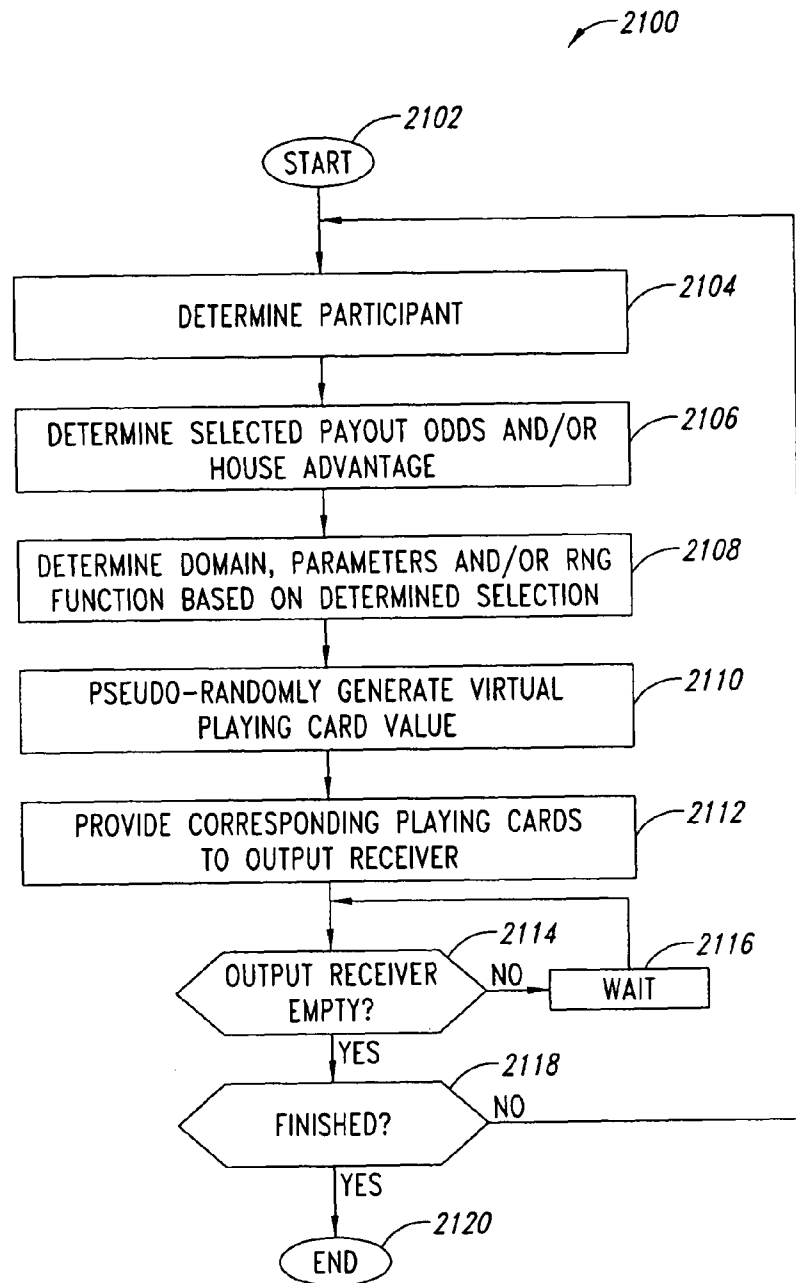 2100
2102
START
2104
DETERMINE PARTICIPANT
2106
DETERMINE SELECTED PAYOUT ODDS AND/OR
HOUSE ADVANTAGE
2108
DETERMINE DOMAIN, PARAMETERS AND/OR RNG
FUNCTION BASED ON DETERMINED SELECTION
2110
PSEUDO-RANDOMLY GENERATE VIRTUAL
PLAYING CARD VALUE
2112
PROVIDE CORRESPONDING PLAYING CARDS
TO OUTPUT RECEIVER
2114
OUTPUT RECEIVER
EMPTY?
NO
2116
WAIT
YES
2118
FINISHED?
NO
YES
2120
END